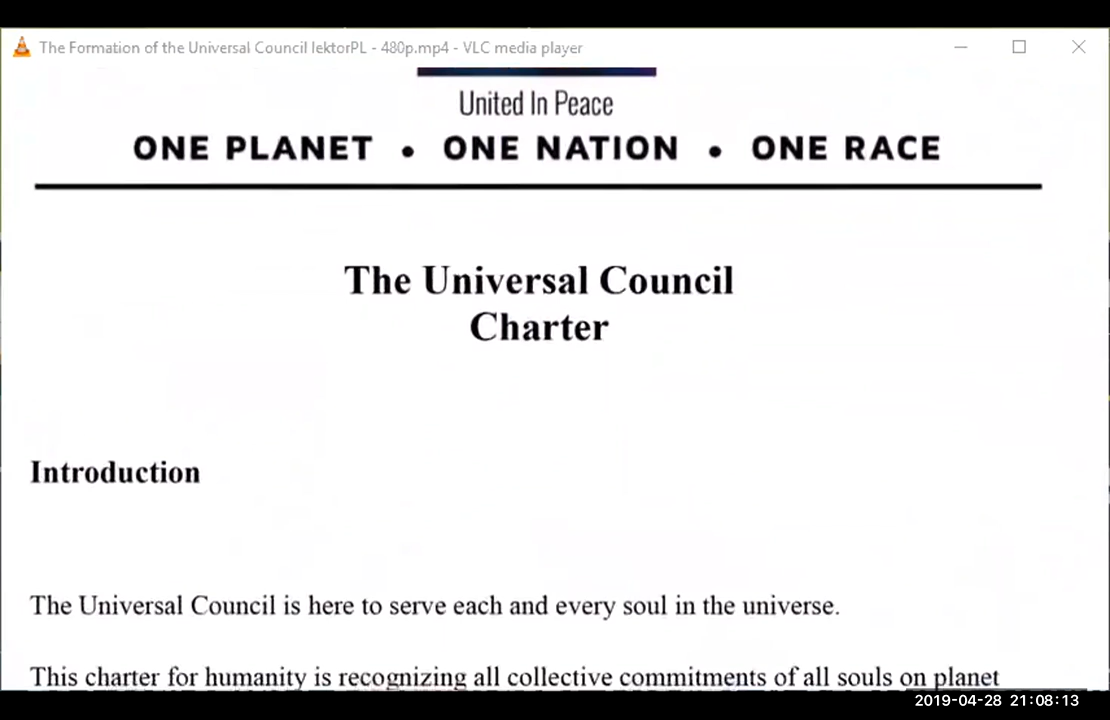 The Formation of the Universal Council lektorPL - 480p.mp4 - VLC media player
United In Peace
ONE PLANET • ONE NATION • ONE RACE
The Universal Council
Charter
Introduction
The Universal Council is here to serve each and every soul in the universe.
This charter for humanity is recognizing all collective commitments of all souls on planet
2019-04-28 21:08:13